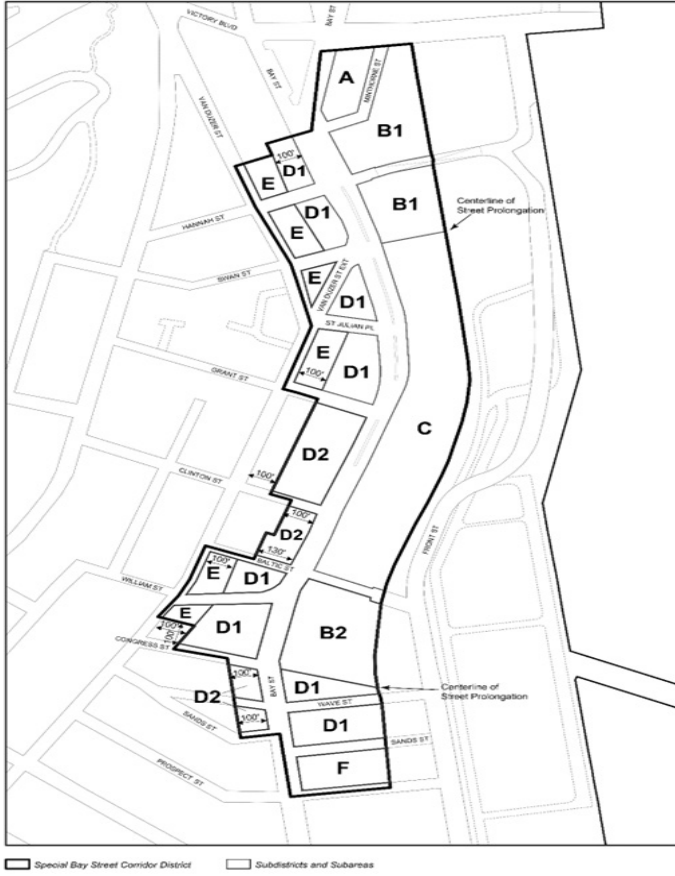 VICTORY BLVD
BAY ST
BAY ST
VAN DUZER ST
A
MINTHORNE ST
B1
100'
D1
E
B1
Centerline of
Street Prolongation
HANNAH ST
D1
E
SWAN ST
E
VAN DUZER ST EXT
D1
ST JULIAN PL
E
100'
D1
GRANT ST
C
D2
CLINTON ST
100'
100'
D2
130'
FRONT ST
BALTIC ST
100'
E
D1
WILLIAM ST
E
100'
100'
D1
B2
CONGRESS ST
100'
D2
BAY ST
D1
Centerline of
Street Prolongation
WAVE ST
100'
SANDS ST
D1
SANDS ST
PROSPECT ST
F
Special Bay Street Corridor District
Subdistricts and Subareas